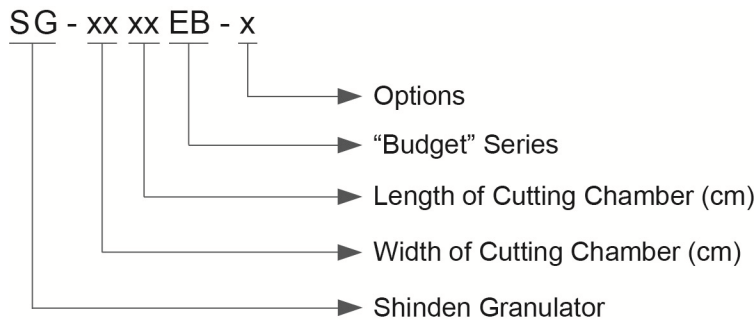 SG - xx xx EB - x
Options
“Budget” Series
Length of Cutting Chamber (cm)
Width of Cutting Chamber (cm)
Shinden Granulator